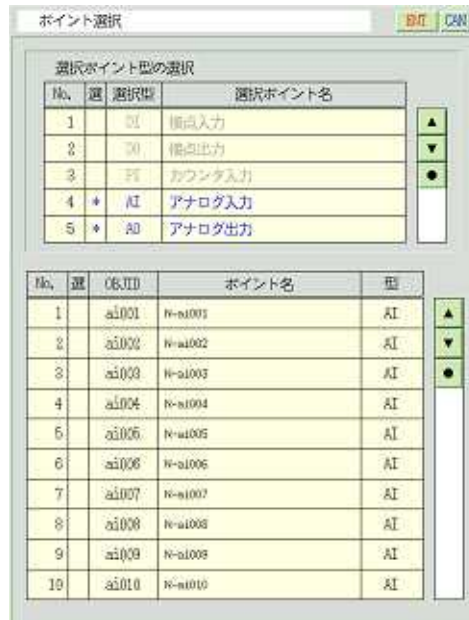 ポイント選択 ENT CAN
選択ポイント型の選択
No. 選 選択型 選択ポイント名
1 DI 接点入力
2 DO 接点出力
3 PI カウンタ入力
4 * AI アナログ入力
5 * AO アナログ出力
No. 選 OBJID ポイント名 型
1 ai001 N-ai001 AI
2 ai002 N-ai002 AI
3 ai003 N-ai003 AI
4 ai004 N-ai004 AI
5 ai005 N-ai005 AI
6 ai006 N-ai006 AI
7 ai007 N-ai007 AI
8 ai008 N-ai008 AI
9 ai009 N-ai009 AI
10 ai010 N-ai010 AI